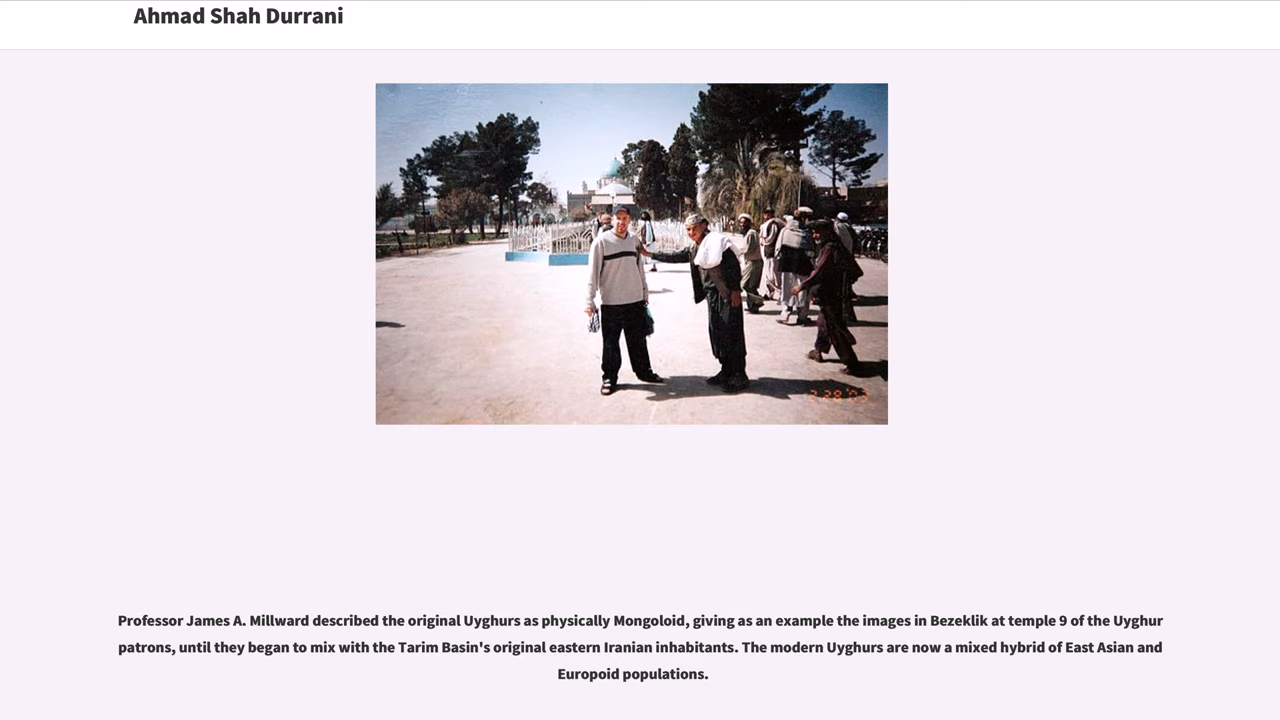 Ahmad Shah Durrani
Professor James A. Millward described the original Uyghurs as physically Mongoloid, giving as an example the images in Bezeklik at temple 9 of the Uyghur
patrons, until they began to mix with the Tarim Basin's original eastern Iranian inhabitants. The modern Uyghurs are now a mixed hybrid of East Asian and
Europoid populations.